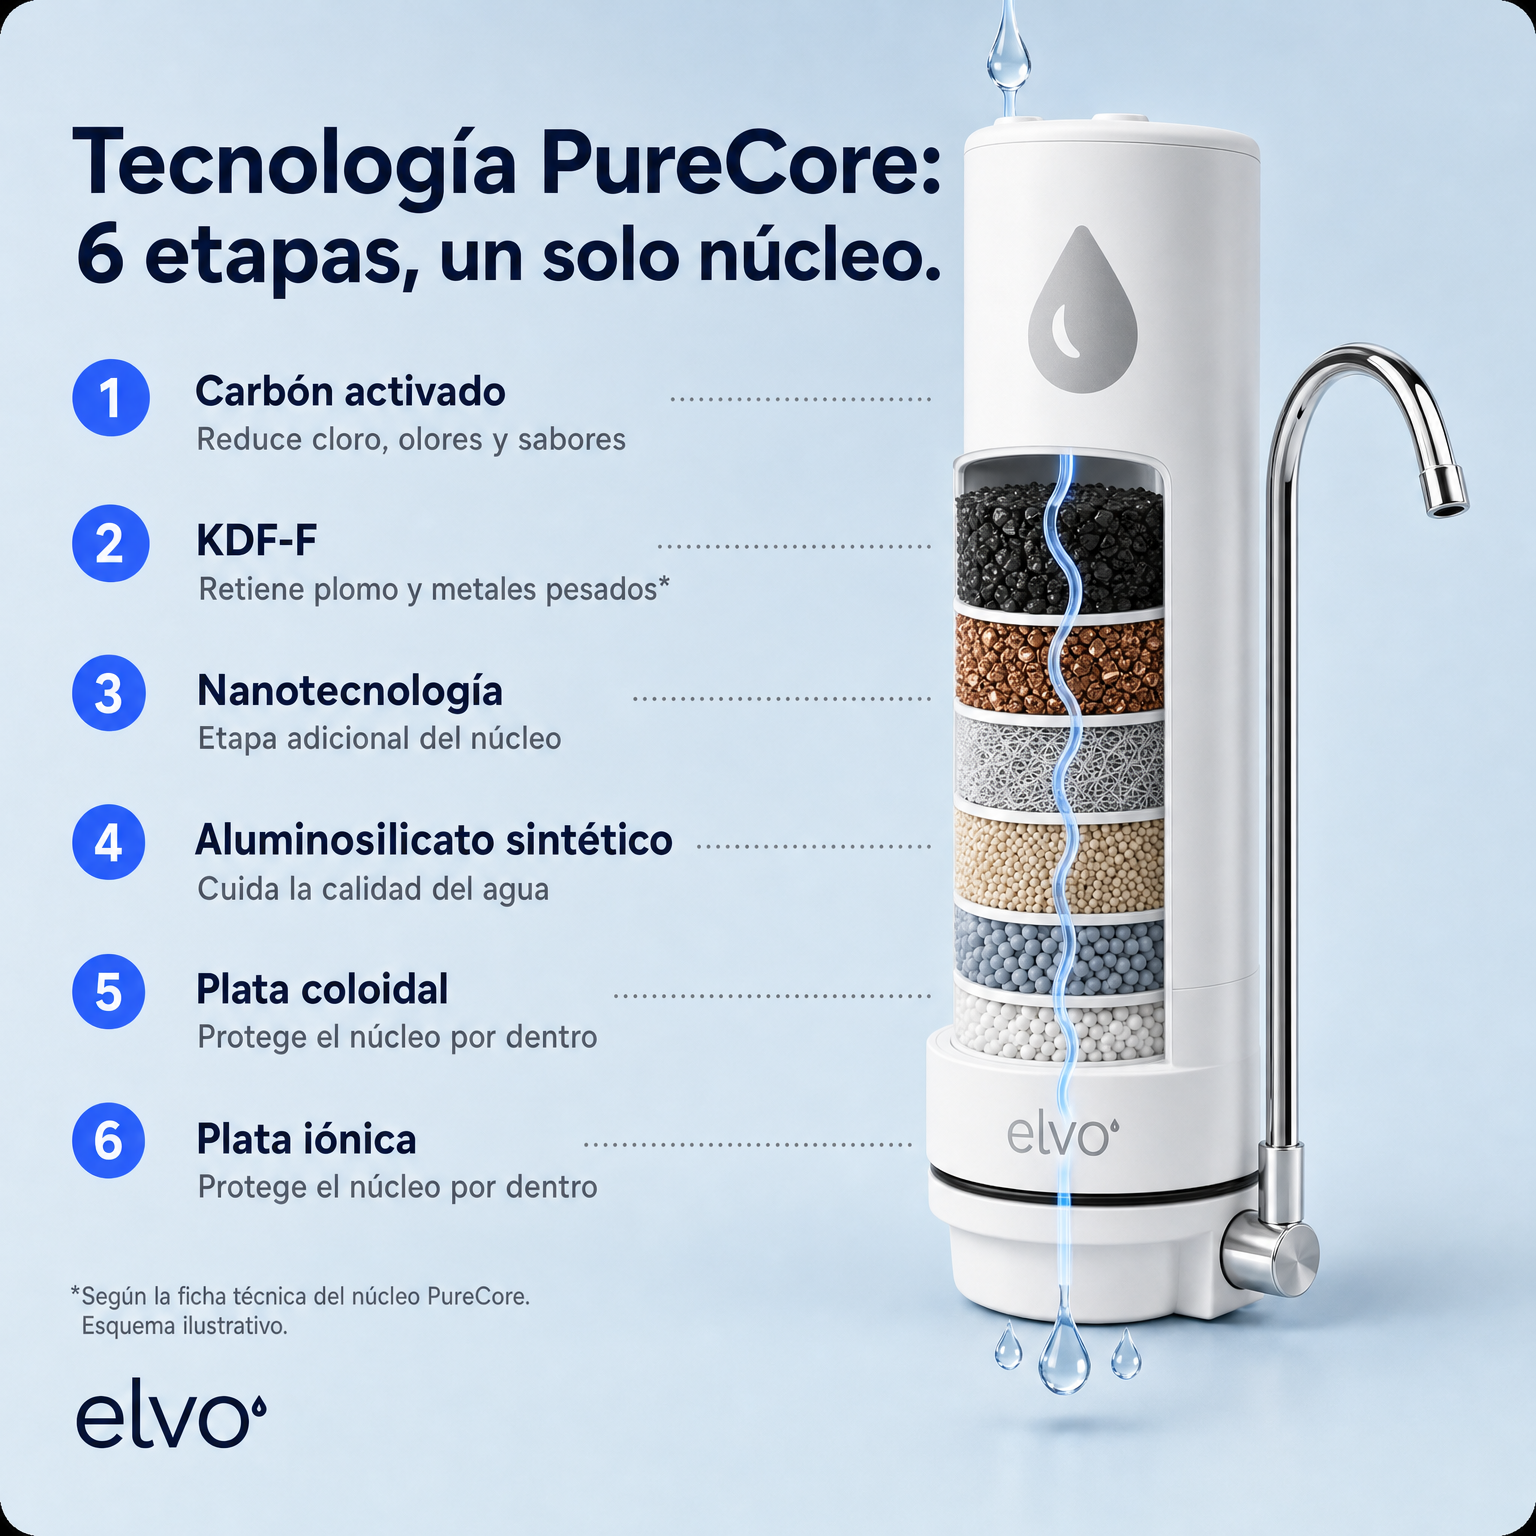 Tecnología PureCore:
6 etapas, un solo núcleo.
1
Carbón activado
Reduce cloro, olores y sabores
2
KDF-F
Retiene plomo y metales pesados*
3
Nanotecnología
Etapa adicional del núcleo
4
Aluminosilicato sintético
Cuida la calidad del agua
5
Plata coloidal
Protege el núcleo por dentro
6
Plata iónica
Protege el núcleo por dentro
*Según la ficha técnica del núcleo PureCore.
Esquema ilustrativo.
elvo
elvo